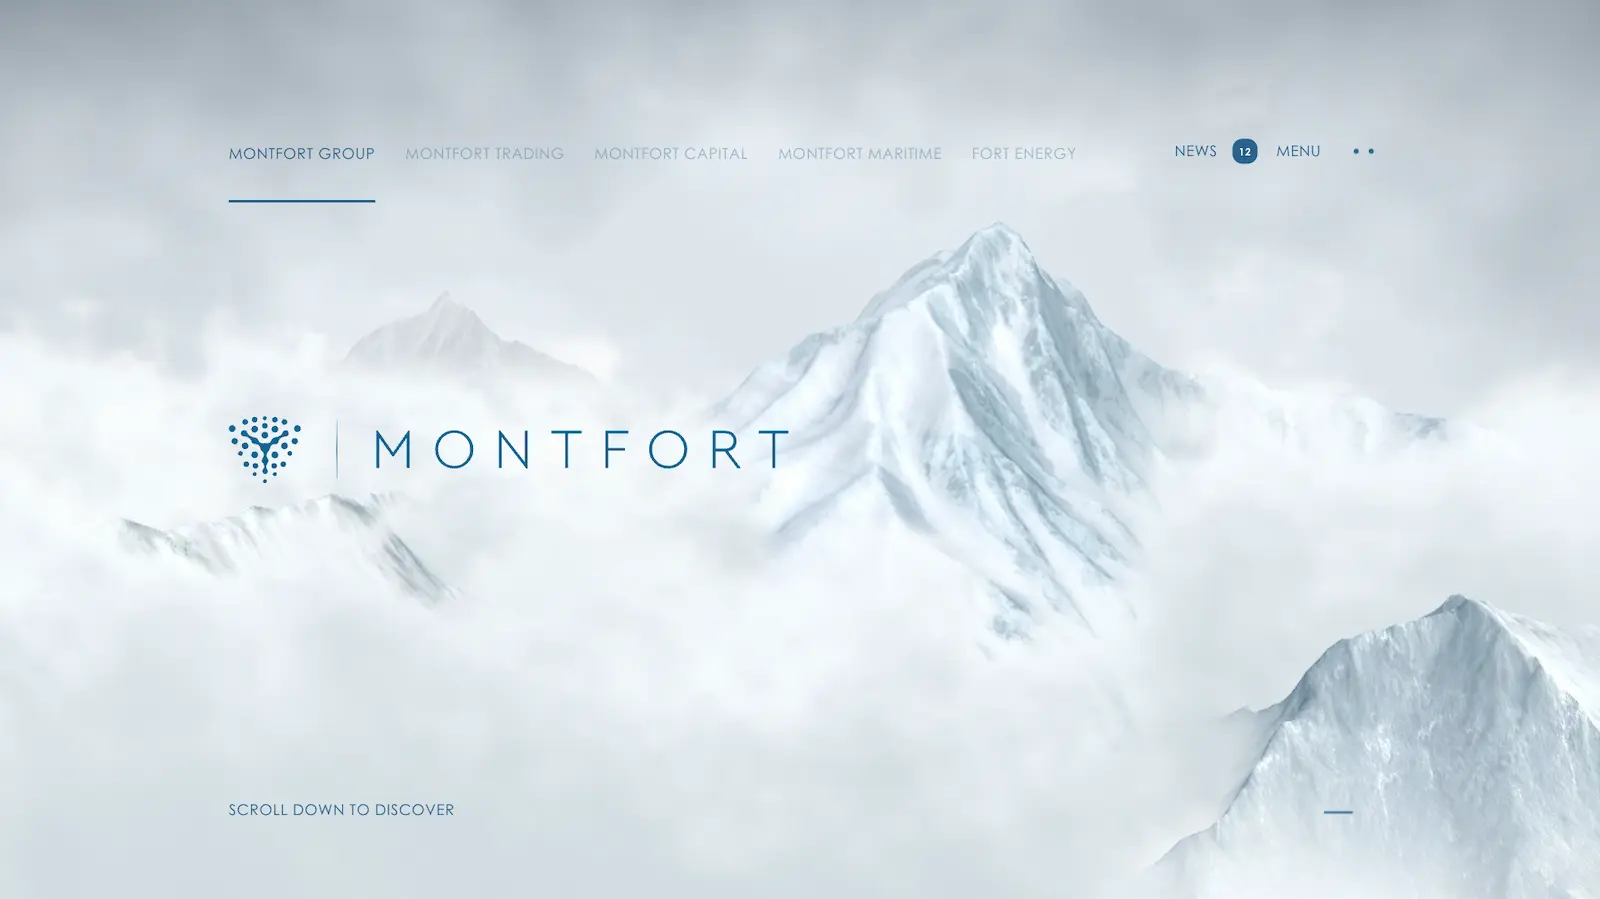 MONTFORT GROUP MONTFORT TRADING MONTFORT CAPITAL MONTFORT MARITIME FORT ENERGY NEWS 12 MENU
MONTFORT
SCROLL DOWN TO DISCOVER